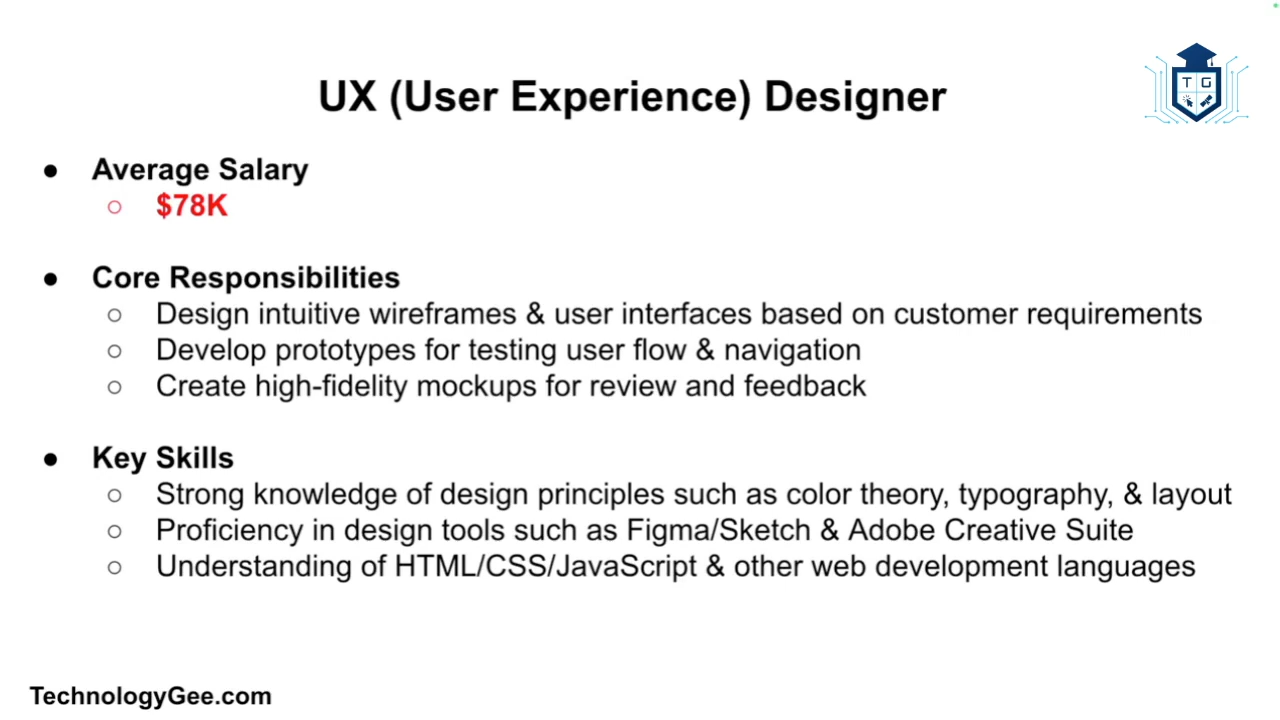 UX (User Experience) Designer
T G
● Average Salary
○ $78K
● Core Responsibilities
○ Design intuitive wireframes & user interfaces based on customer requirements
○ Develop prototypes for testing user flow & navigation
○ Create high-fidelity mockups for review and feedback
● Key Skills
○ Strong knowledge of design principles such as color theory, typography, & layout
○ Proficiency in design tools such as Figma/Sketch & Adobe Creative Suite
○ Understanding of HTML/CSS/JavaScript & other web development languages
TechnologyGee.com